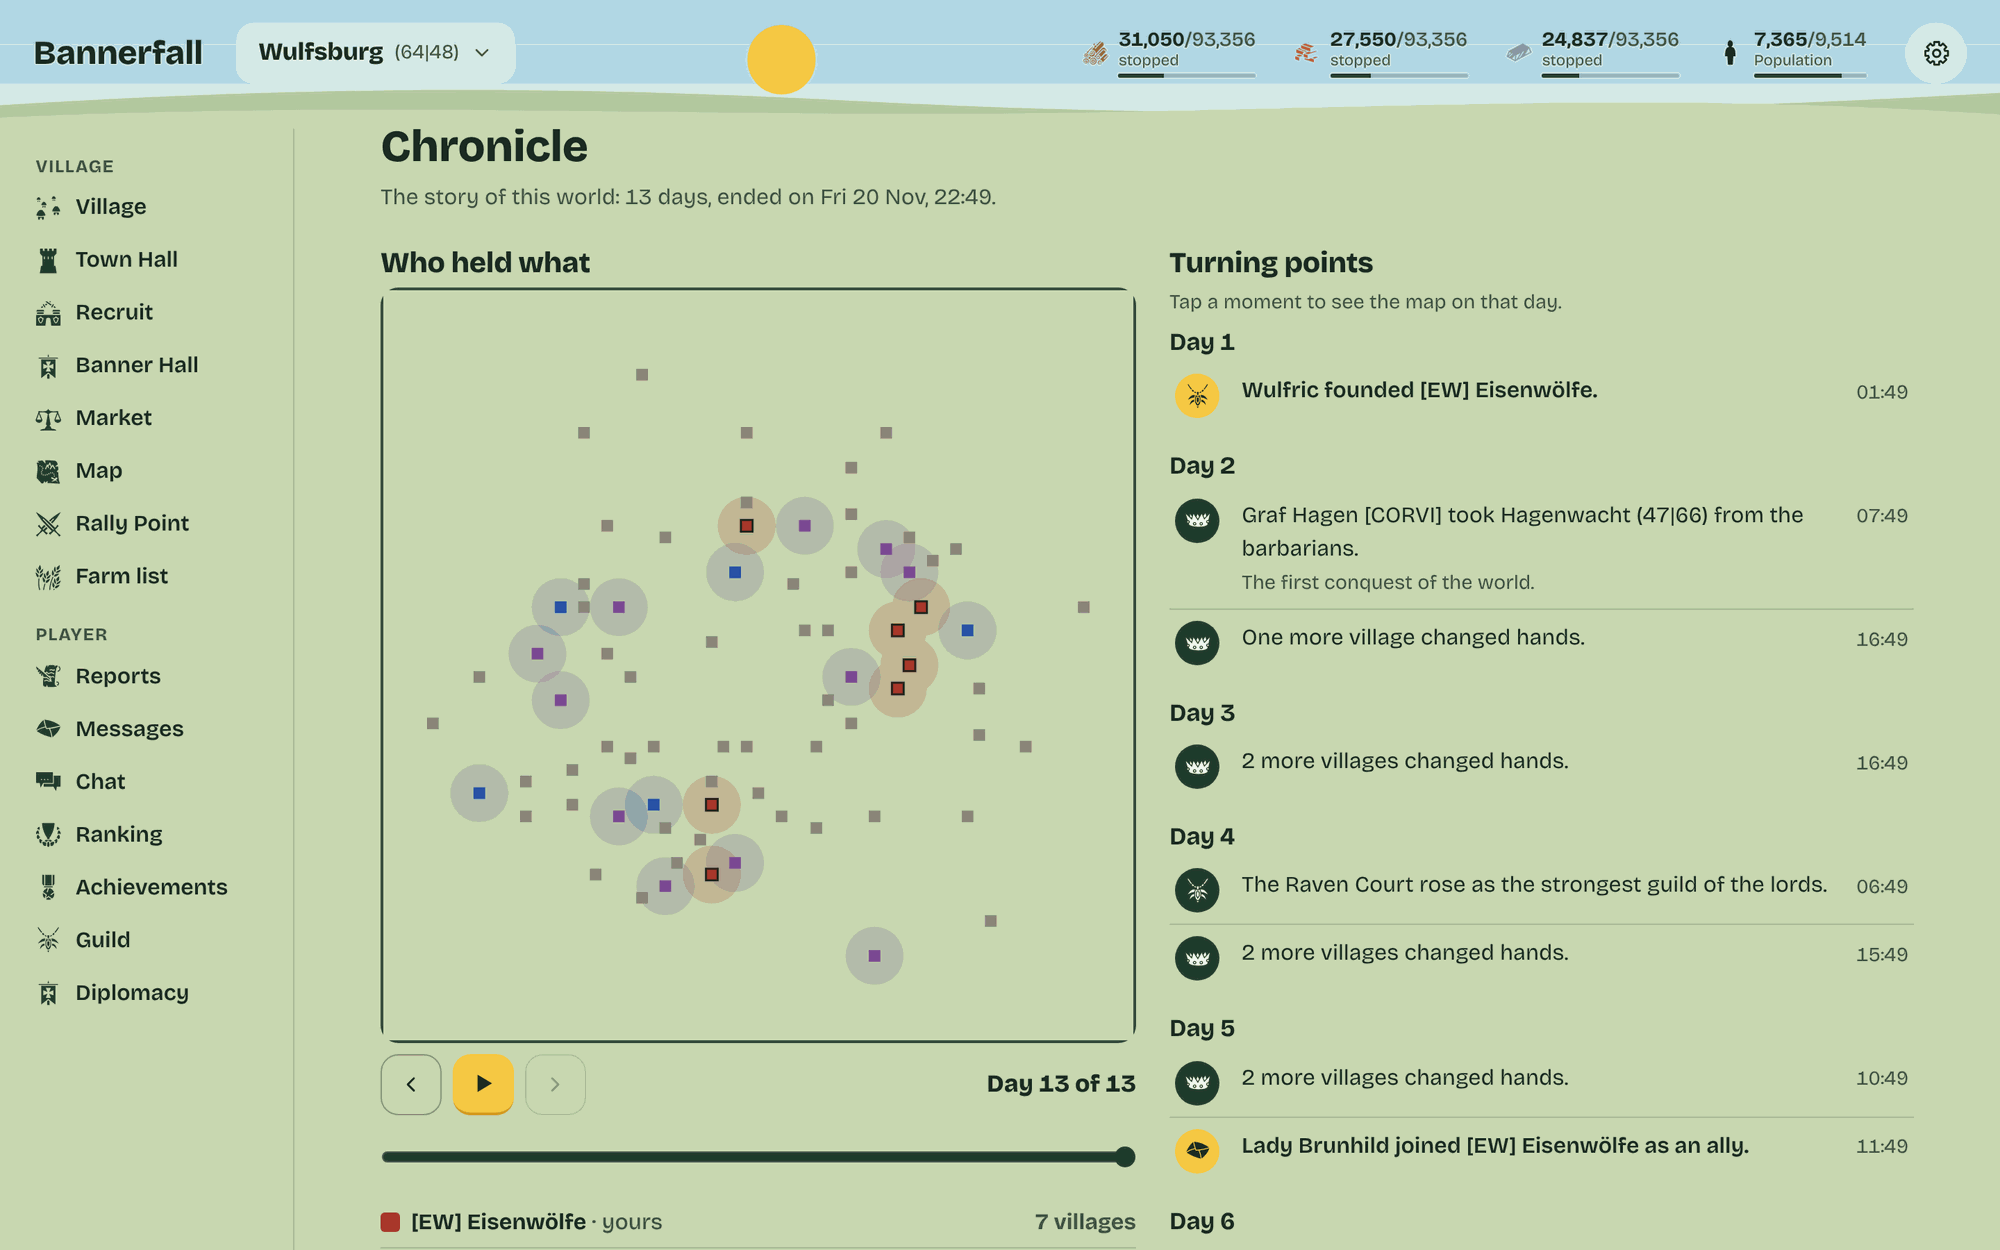 Bannerfall
Wulfsburg (64|48)
31,050/93,356
stopped
27,550/93,356
stopped
24,837/93,356
stopped
7,365/9,514
Population
VILLAGE
Village
Town Hall
Recruit
Banner Hall
Market
Map
Rally Point
Farm list
PLAYER
Reports
Messages
Chat
Ranking
Achievements
Guild
Diplomacy
Chronicle
The story of this world: 13 days, ended on Fri 20 Nov, 22:49.
Who held what
Day 13 of 13
[EW] Eisenwölfe · yours 7 villages
Turning points
Tap a moment to see the map on that day.
Day 1
Wulfric founded [EW] Eisenwölfe. 01:49
Day 2
Graf Hagen [CORVI] took Hagenwacht (47|66) from the 07:49
barbarians.
The first conquest of the world.
One more village changed hands. 16:49
Day 3
2 more villages changed hands. 16:49
Day 4
The Raven Court rose as the strongest guild of the lords. 06:49
2 more villages changed hands. 15:49
Day 5
2 more villages changed hands. 10:49
Lady Brunhild joined [EW] Eisenwölfe as an ally. 11:49
Day 6